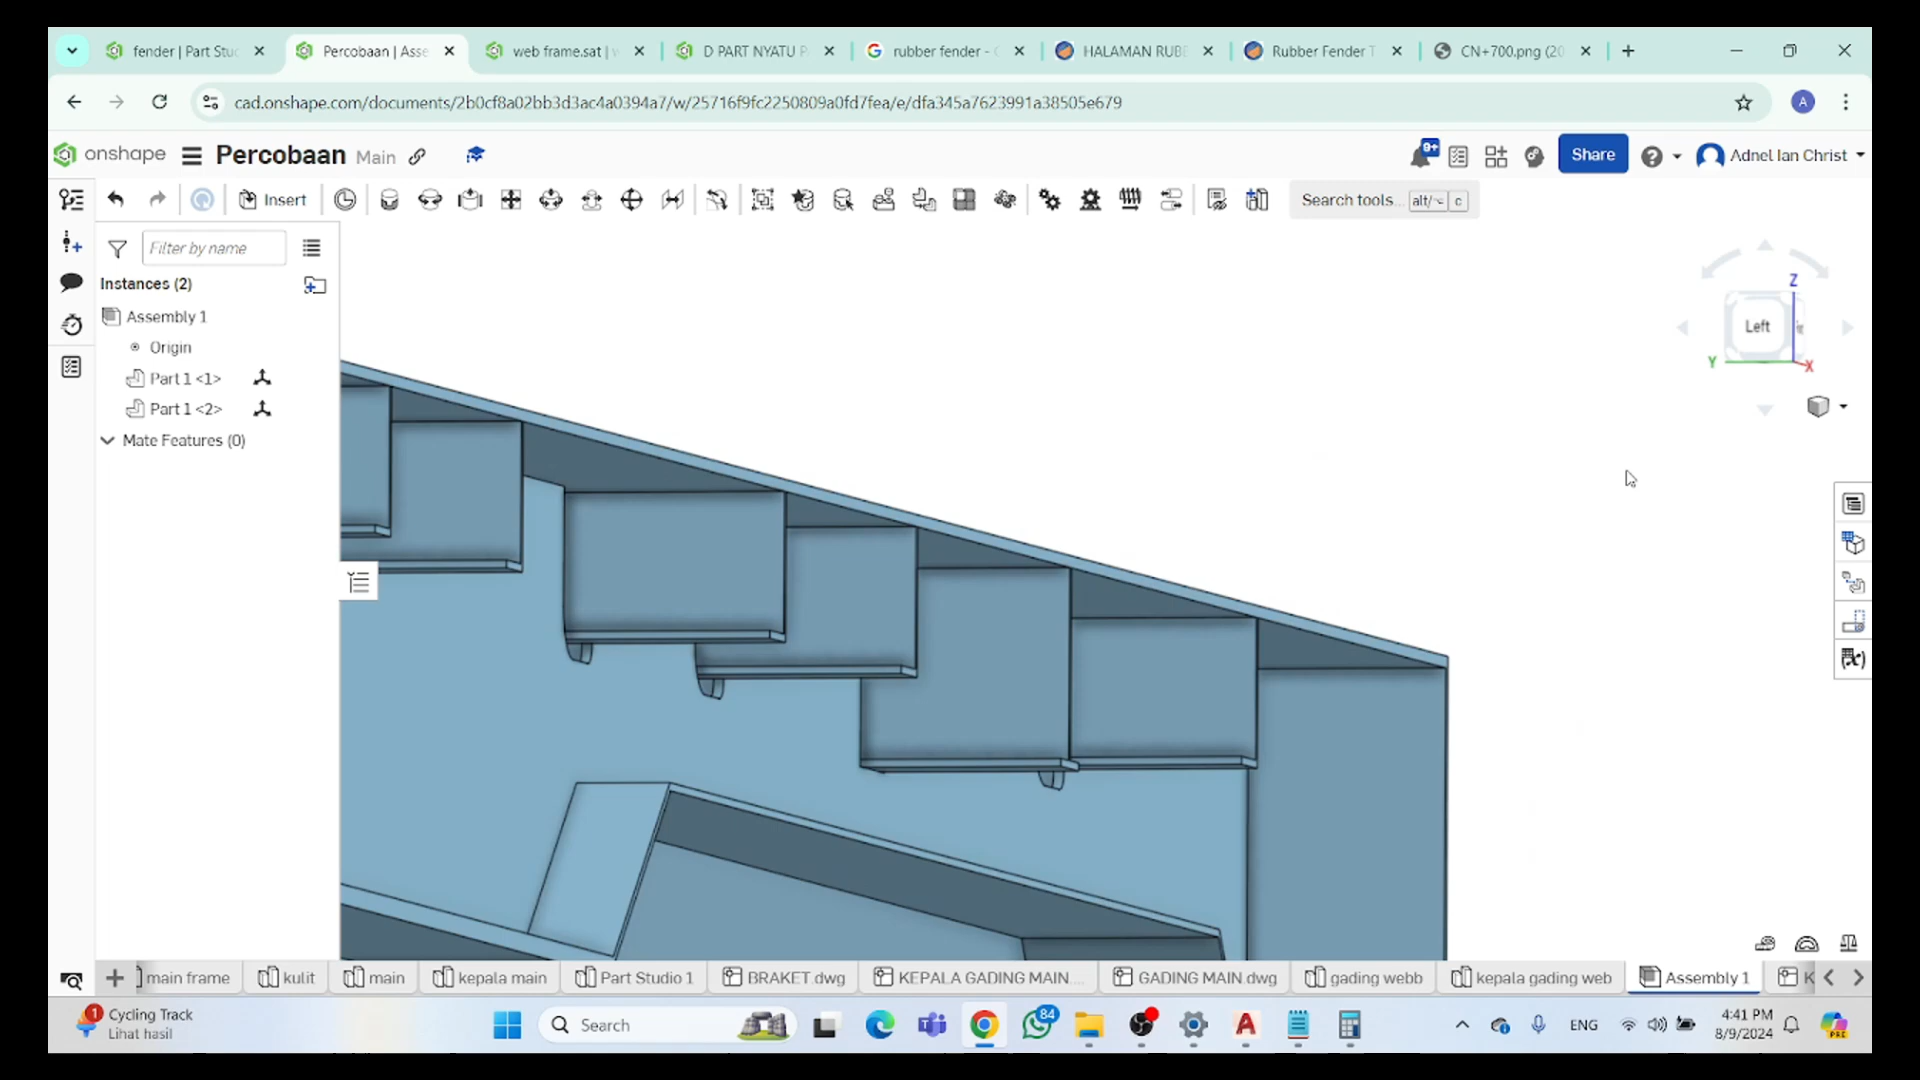 fender | Part Stu
Percobaan | Asse
web frame.sat | w
D PART NYATU P
rubber fender - G
HALAMAN RUB
Rubber Fender T
CN+700.png (20
cad.onshape.com/documents/2b0cf8a02bb3d3ac4a0394a7/w/25716f9fc2250809a0fd7fea/e/dfa345a7623991a38505e679
A
onshape
Percobaan
Main
9+
Share
Adnel Ian Christ
Insert
Search tools...
alt/⌥
c
Filter by name
Instances (2)
Assembly 1
Origin
Part 1 <1>
Part 1 <2>
Mate Features (0)
Z
Left
Y
X
main frame
kulit
main
kepala main
Part Studio 1
BRAKET dwg
KEPALA GADING MAIN....
GADING MAIN.dwg
gading webb
kepala gading web
Assembly 1
K
1
Cycling Track
Lihat hasil
Search
84
ENG
4:41 PM
8/9/2024
PRE